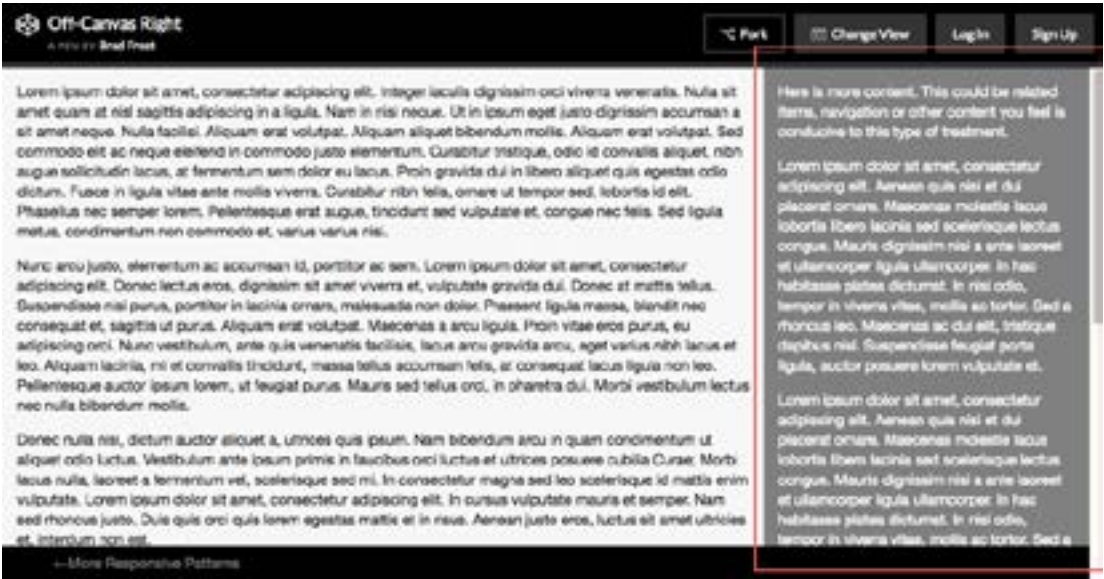 Off-Canvas Right
A PEN BY Brad Frost
Fork
Change View
Log In
Sign Up
Lorem ipsum dolor sit amet, consectetur adipiscing elit. Integer iaculis dignissim orci viverra venenatis. Nulla sit
amet quam at nisl sagittis adipiscing in a ligula. Nam in nisi neque. Ut in ipsum eget justo dignissim accumsan a
sit amet neque. Nulla facilisi. Aliquam erat volutpat. Aliquam aliquet bibendum mollis. Aliquam erat volutpat. Sed
commodo elit ac neque eleifend in commodo justo elementum. Curabitur tristique, odio id convallis aliquet, nibh
augue sollicitudin lacus, at fermentum sem dolor eu lacus. Proin gravida dui in libero aliquet quis egestas odio
dictum. Fusce in ligula vitae ante mollis viverra. Curabitur nibh felis, ornare ut tempor sed, lobortis id elit.
Phasellus nec semper lorem. Pellentesque erat augue, tincidunt sed vulputate et, congue nec felis. Sed ligula
metus, condimentum non commodo et, varius varius nisi.
Nunc arcu justo, elementum ac accumsan id, porttitor ac sem. Lorem ipsum dolor sit amet, consectetur
adipiscing elit. Donec lectus eros, dignissim sit amet viverra et, vulputate gravida dui. Donec at mattis tellus.
Suspendisse nisi purus, porttitor in lacinia ornare, malesuada non dolor. Praesent ligula massa, blandit nec
consequat et, sagittis ut purus. Aliquam erat volutpat. Maecenas a arcu ligula. Proin vitae eros purus, eu
adipiscing orci. Nunc vestibulum, ante quis venenatis facilisis, lacus arcu gravida arcu, eget varius nibh lacus et
leo. Aliquam lacinia, mi et convallis tincidunt, massa tellus accumsan felis, at consequat lacus ligula non leo.
Pellentesque auctor ipsum lorem, ut feugiat purus. Mauris sed tellus orci, in pharetra dui. Morbi vestibulum lectus
nec nulla bibendum mollis.
Donec nulla nisi, dictum auctor aliquet a, ultrices quis ipsum. Nam bibendum arcu in quam condimentum ut
aliquet odio luctus. Vestibulum ante ipsum primis in faucibus orci luctus et ultrices posuere cubilia Curae; Morbi
lacus nulla, laoreet a fermentum vel, scelerisque sed mi. In consectetur magna sed leo scelerisque id mattis enim
vulputate. Lorem ipsum dolor sit amet, consectetur adipiscing elit. In cursus vulputate mauris et semper. Nam
sed rhoncus justo. Duis quis orci quis lorem egestas mattis et in risus. Aenean justo eros, luctus sit amet ultricies
et, interdum non est.
Here is more content. This could be related
items, navigation or other content you feel is
conducive to this type of treatment.
Lorem ipsum dolor sit amet, consectetur
adipiscing elit. Aenean quis nisi et dui
placerat ornare. Maecenas molestie lacus
lobortis libero lacinia sed scelerisque lectus
congue. Mauris dignissim nisl a ante laoreet
et ullamcorper ligula ullamcorper. In hac
habitasse platea dictumst. In nisi odio,
tempor in viverra vitae, mollis ac tortor. Sed a
rhoncus leo. Maecenas ac dui elit, tristique
dapibus nisl. Suspendisse feugiat porta
ligula, auctor posuere lorem vulputate et.
Lorem ipsum dolor sit amet, consectetur
adipiscing elit. Aenean quis nisi et dui
placerat ornare. Maecenas molestie lacus
lobortis libero lacinia sed scelerisque lectus
congue. Mauris dignissim nisl a ante laoreet
et ullamcorper ligula ullamcorper. In hac
habitasse platea dictumst. In nisi odio,
tempor in viverra vitae, mollis ac tortor. Sed a
←More Responsive Patterns